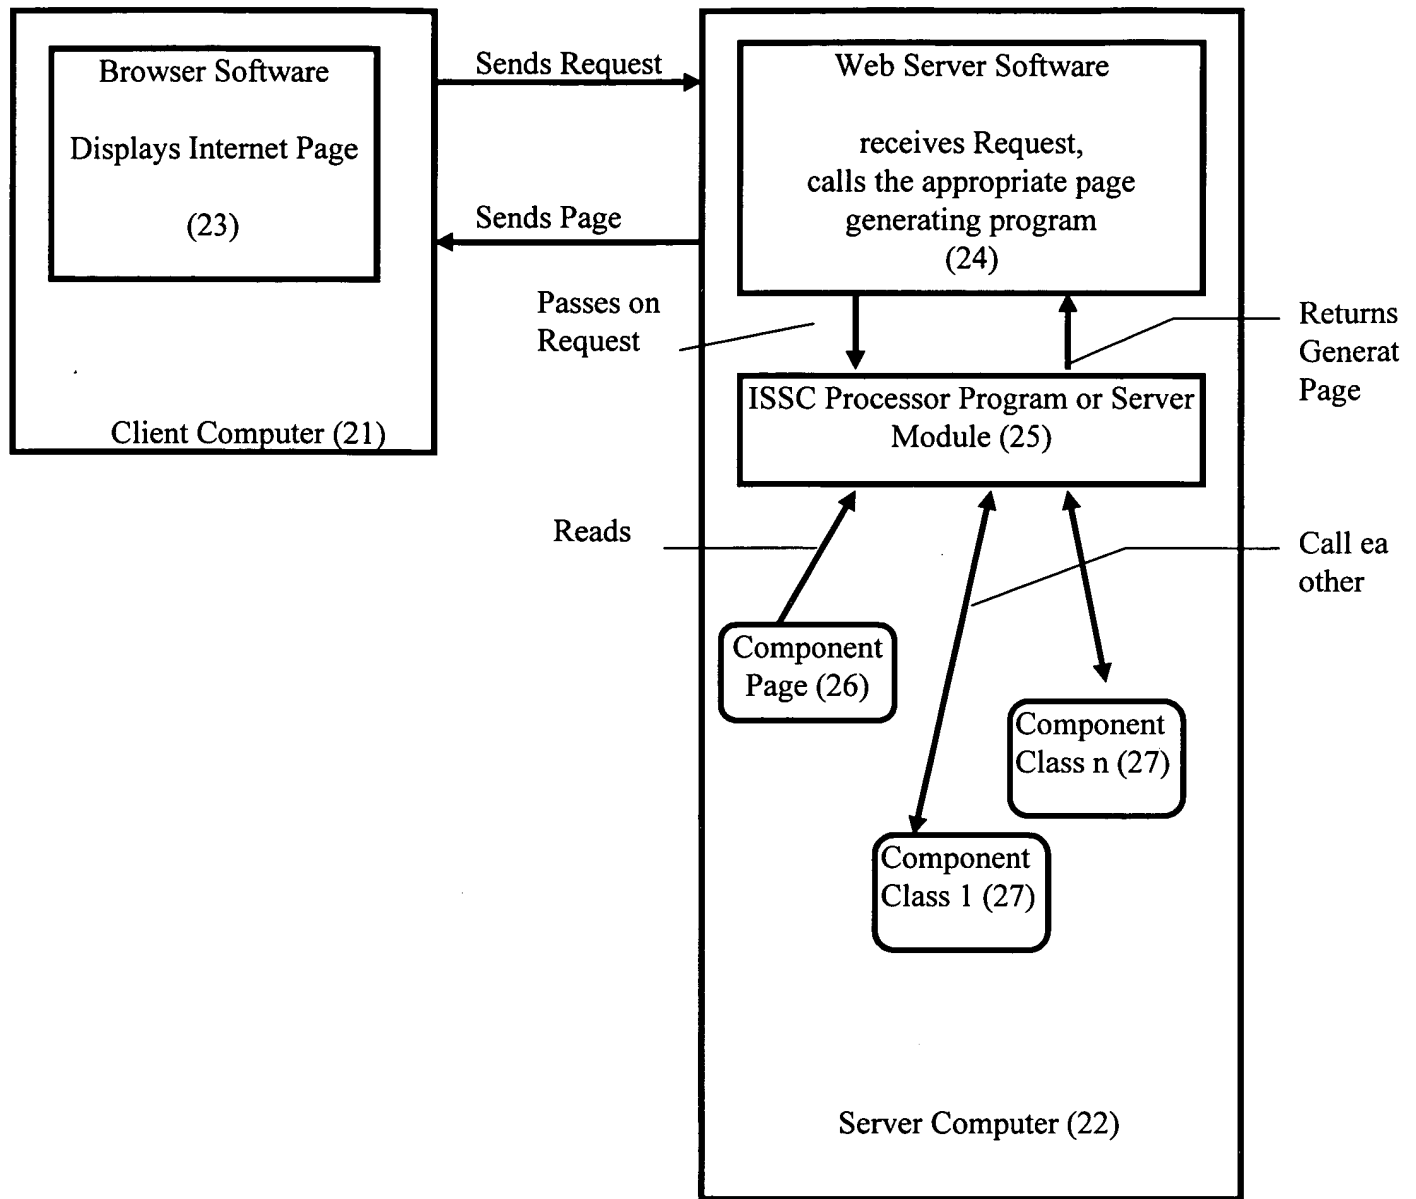 Browser Software
Displays Internet Page
(23)
Client Computer (21)
Sends Request
Sends Page
Web Server Software
receives Request,
calls the appropriate page
generating program
(24)
Passes on
Request
Returns
Generat
Page
ISSC Processor Program or Server
Module (25)
Reads
Call ea
other
Component
Page (26)
Component
Class n (27)
Component
Class 1 (27)
Server Computer (22)